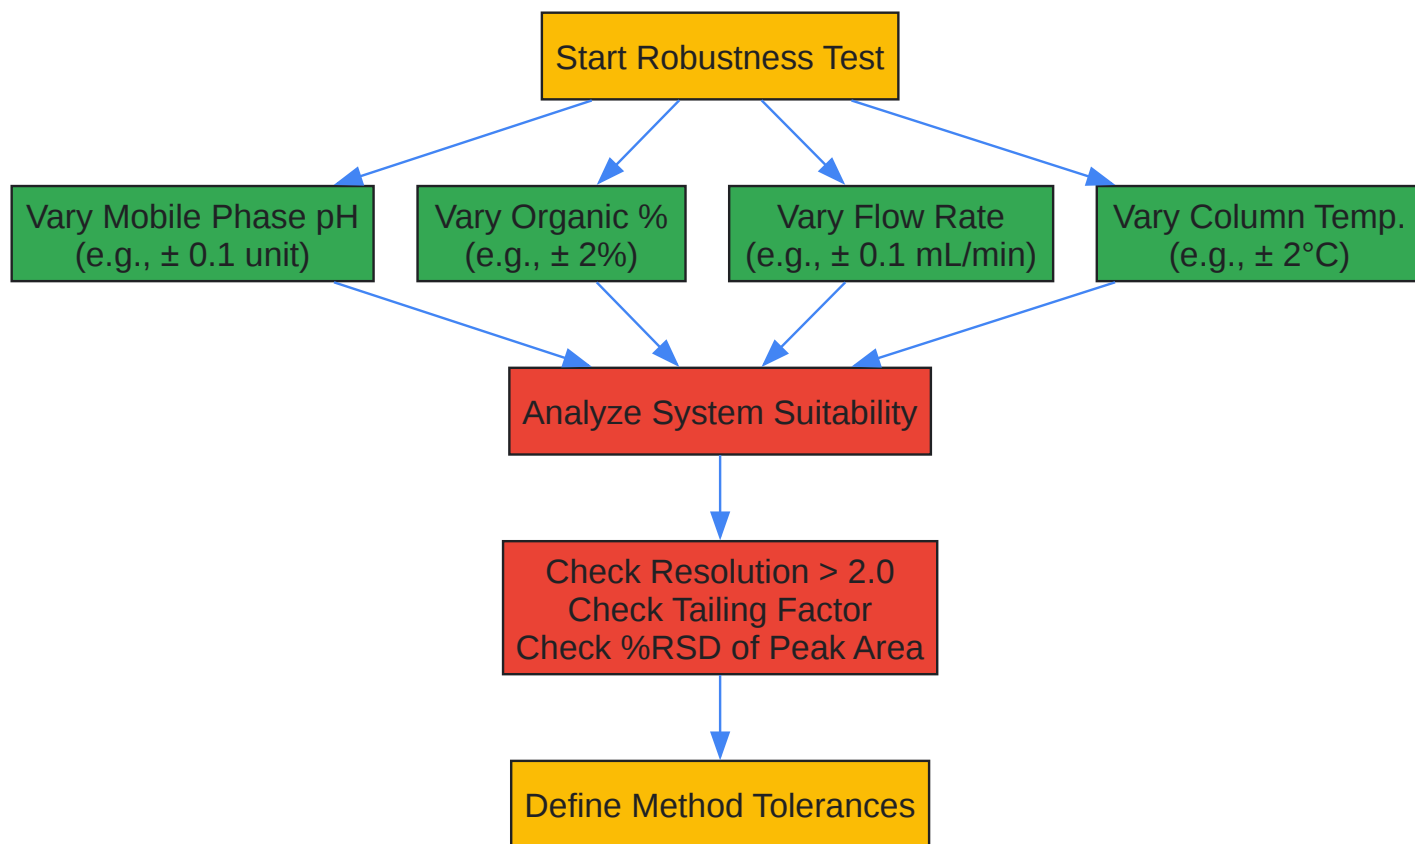 Start Robustness Test
Vary Mobile Phase pH
(e.g., ± 0.1 unit)
Vary Organic %
(e.g., ± 2%)
Vary Flow Rate
(e.g., ± 0.1 mL/min)
Vary Column Temp.
(e.g., ± 2°C)
Analyze System Suitability
Check Resolution > 2.0
Check Tailing Factor
Check %RSD of Peak Area
Define Method Tolerances